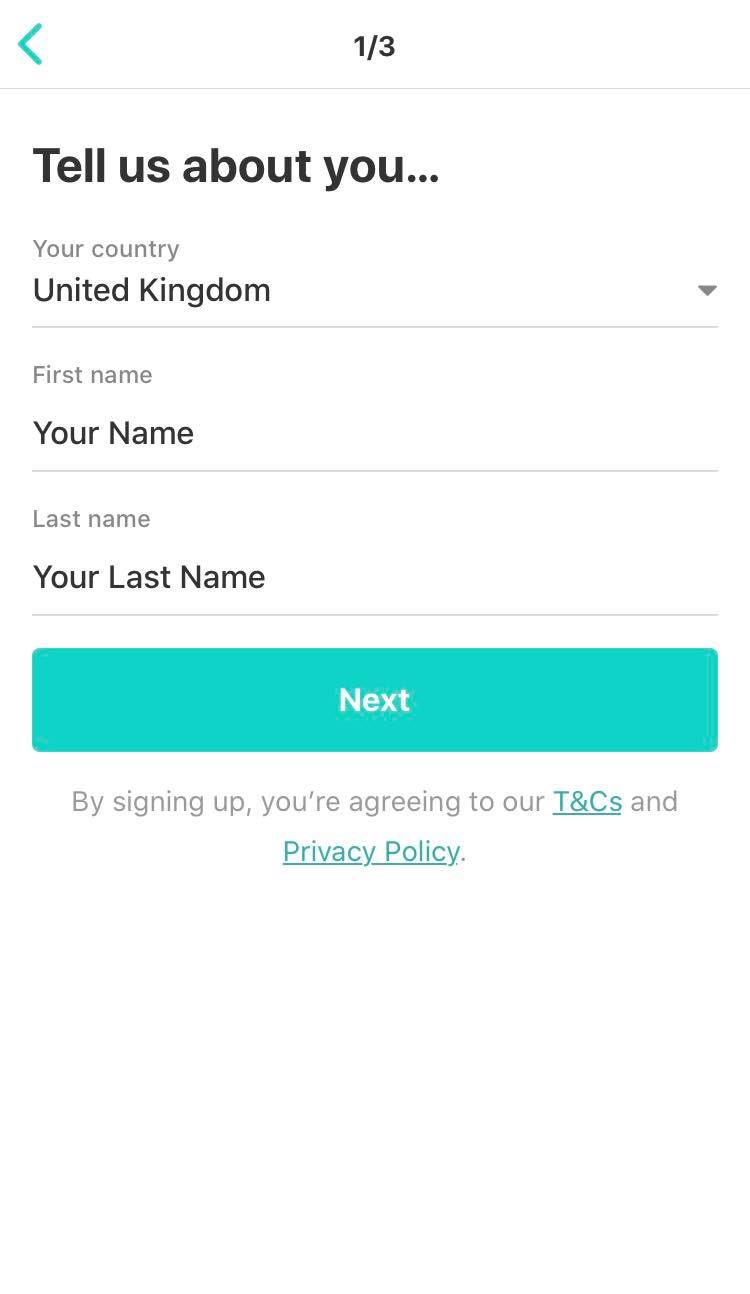 1/3
Tell us about you...
Your country
United Kingdom
First name
Your Name
Last name
Your Last Name
Next
By signing up, you’re agreeing to our T&Cs and
Privacy Policy.